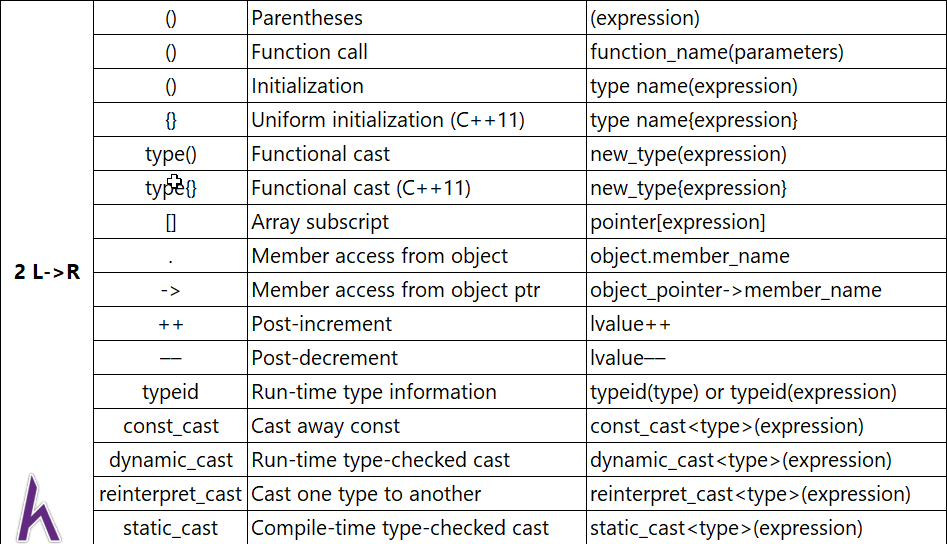 () Parentheses (expression)
() Function call function_name(parameters)
() Initialization type name(expression)
{} Uniform initialization (C++11) type name{expression}
type() Functional cast new_type(expression)
type{} Functional cast (C++11) new_type{expression}
[] Array subscript pointer[expression]
. Member access from object object.member_name
2 L->R
-> Member access from object ptr object_pointer->member_name
++ Post-increment lvalue++
–– Post-decrement lvalue––
typeid Run-time type information typeid(type) or typeid(expression)
const_cast Cast away const const_cast<type>(expression)
dynamic_cast Run-time type-checked cast dynamic_cast<type>(expression)
reinterpret_cast Cast one type to another reinterpret_cast<type>(expression)
static_cast Compile-time type-checked cast static_cast<type>(expression)